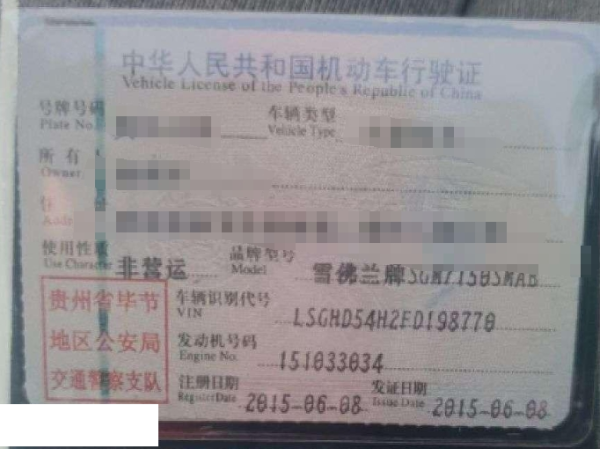 中华人民共和国机动车行驶证
Vehicle License of the People's Republic of China
号牌号码 车辆类型
Plate No. Vehicle Type
所有
Owner
住
Addr
使用性质 非营运 品牌型号 雪佛兰牌
Use Character Model
贵州省毕节
地区公安局
交通警察支队
车辆识别代号
VIN LSGHD54H2FD198770
发动机号码
Engine No. 151033034
注册日期 2015-06-08 发证日期 2015-06-08
Register Date Issue Date